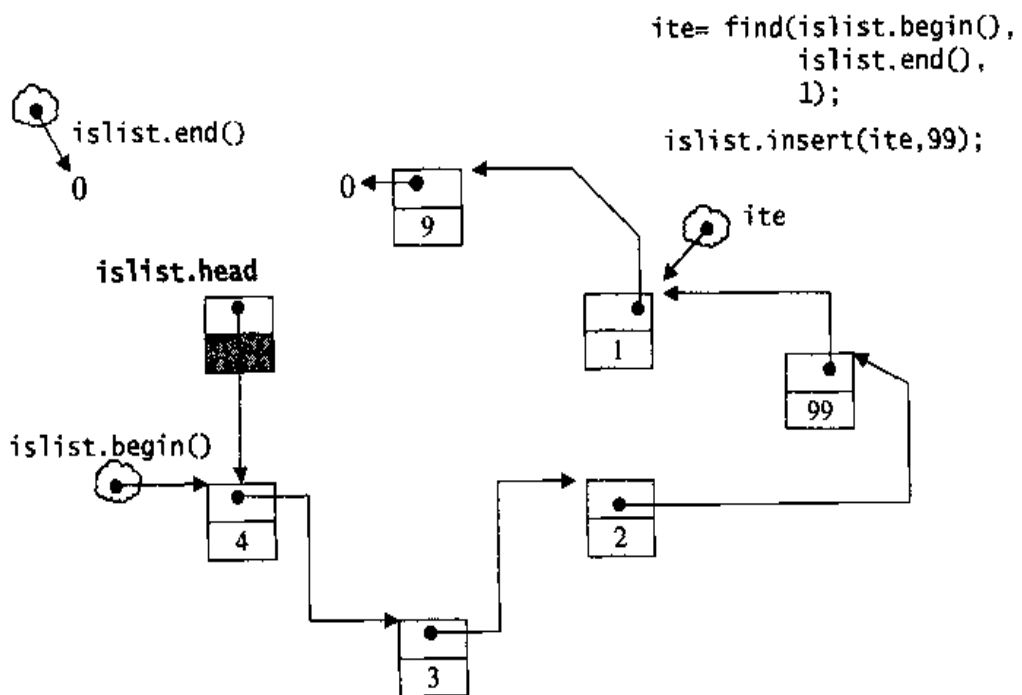 ite= find(islist.begin(),
islist.end(),
1);
islist.insert(ite,99);
islist.end()
0
0
9
ite
islist.head
1
99
islist.begin()
4
2
3